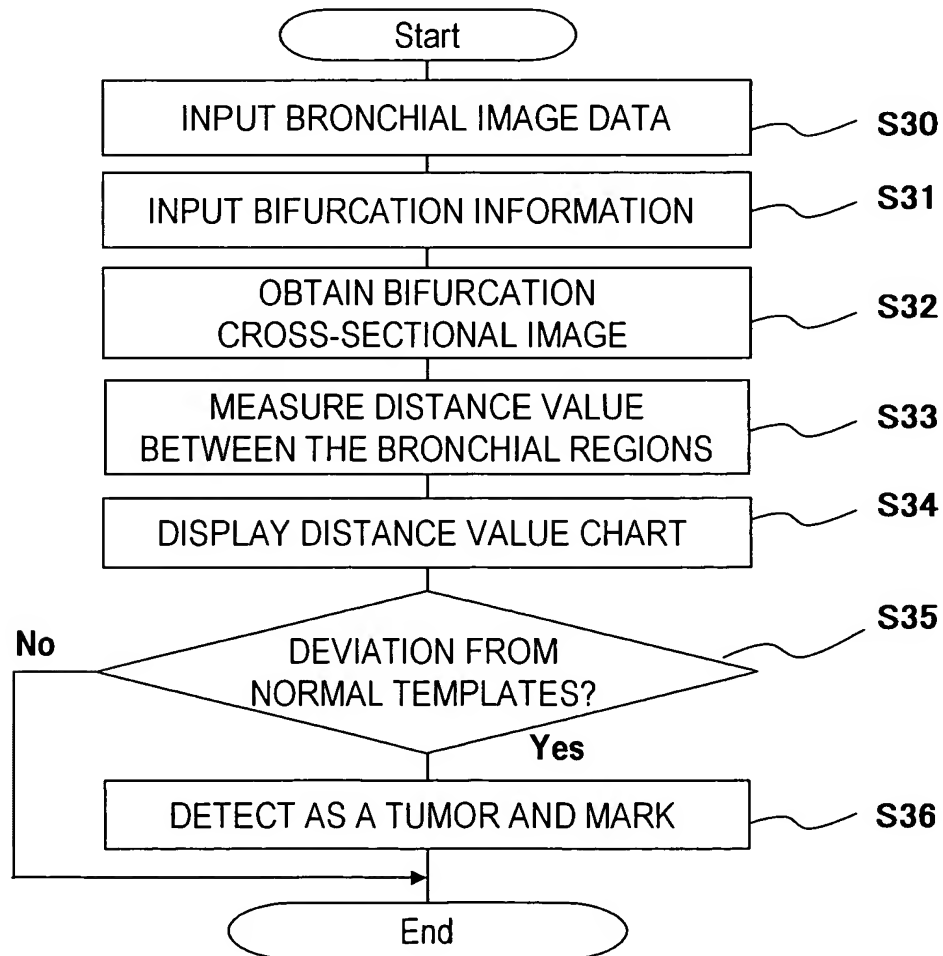 Start
INPUT BRONCHIAL IMAGE DATA
S30
INPUT BIFURCATION INFORMATION
S31
OBTAIN BIFURCATION
CROSS-SECTIONAL IMAGE
S32
MEASURE DISTANCE VALUE
BETWEEN THE BRONCHIAL REGIONS
S33
DISPLAY DISTANCE VALUE CHART
S34
DEVIATION FROM
NORMAL TEMPLATES?
S35
No
Yes
DETECT AS A TUMOR AND MARK
S36
End